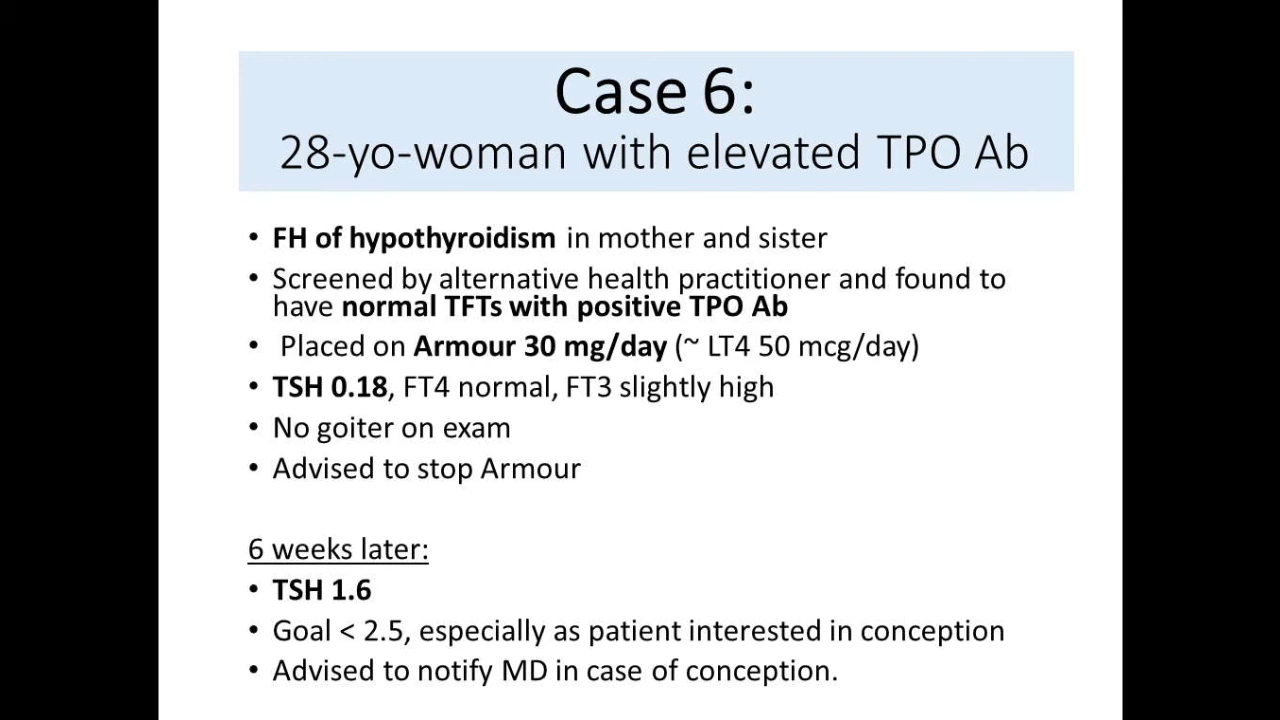 Case 6:
28-yo-woman with elevated TPO Ab
• FH of hypothyroidism in mother and sister
• Screened by alternative health practitioner and found to
have normal TFTs with positive TPO Ab
• Placed on Armour 30 mg/day (~ LT4 50 mcg/day)
• TSH 0.18, FT4 normal, FT3 slightly high
• No goiter on exam
• Advised to stop Armour
6 weeks later:
• TSH 1.6
• Goal < 2.5, especially as patient interested in conception
• Advised to notify MD in case of conception.